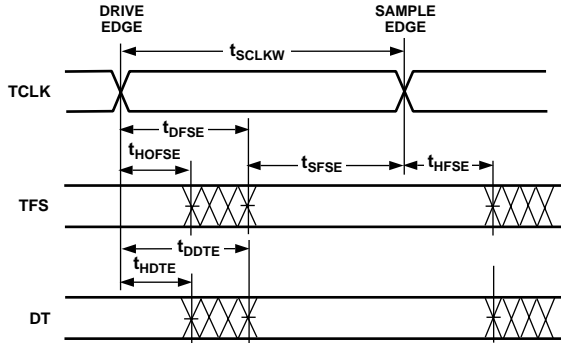 DRIVE EDGE
SAMPLE EDGE
tSCLKW
TCLK
tDFSE
tHOFSE
tSFSE
tHFSE
TFS
tDDTE
tHDTE
DT